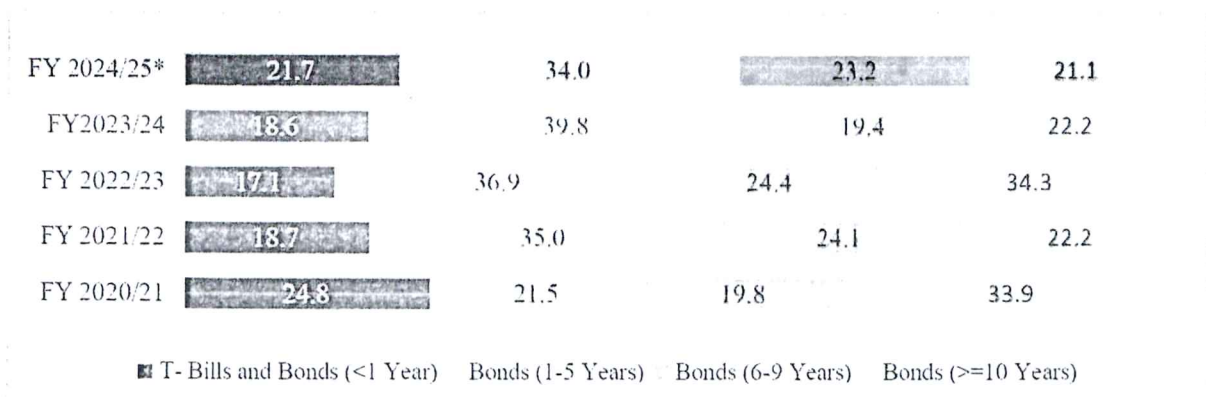 FY 2024/25* 21.7 34.0 23.2 21.1
FY2023/24 18.6 39.8 19.4 22.2
FY 2022/23 17.1 36.9 24.4 34.3
FY 2021/22 18.7 35.0 24.1 22.2
FY 2020/21 24.8 21.5 19.8 33.9
T- Bills and Bonds (<1 Year) Bonds (1-5 Years) Bonds (6-9 Years) Bonds (>=10 Years)